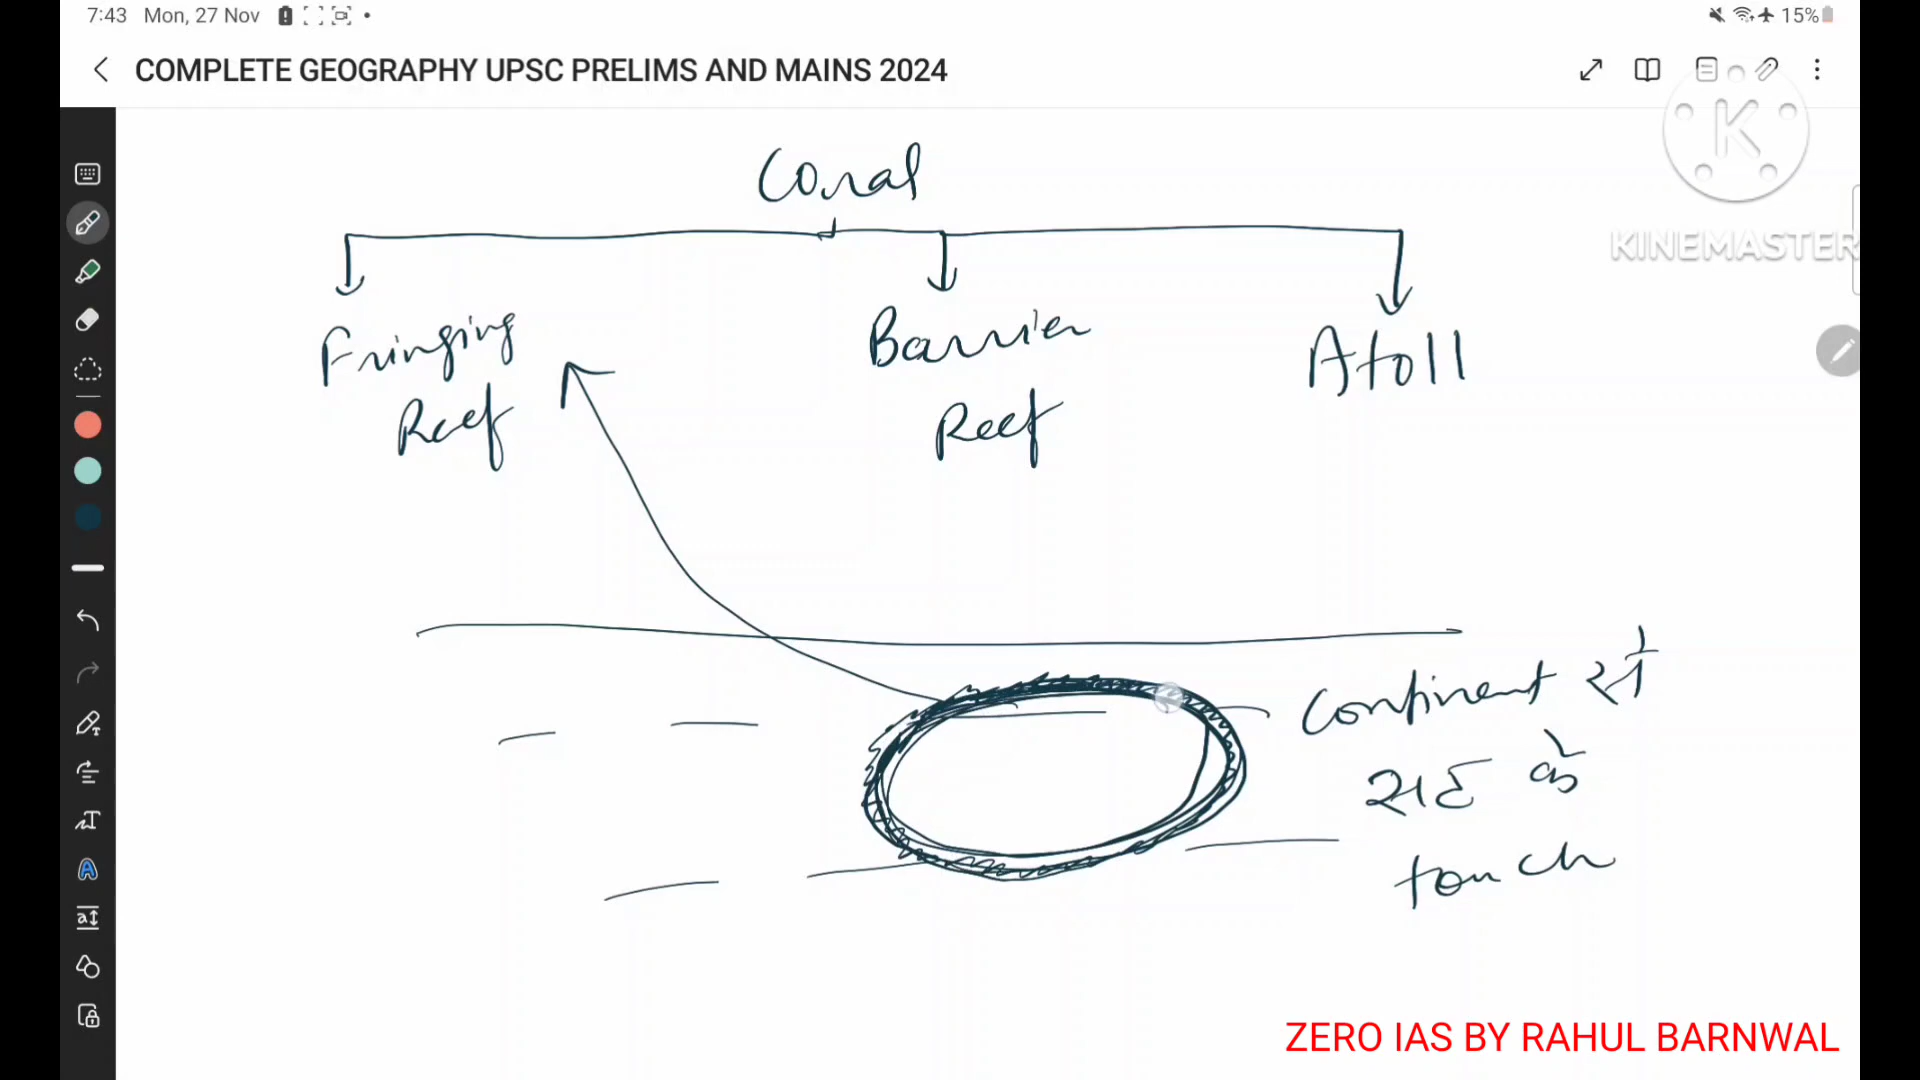 7:43 Mon, 27 Nov 15%
COMPLETE GEOGRAPHY UPSC PRELIMS AND MAINS 2024
K
KINEMASTER
Coral
Fringing
Reef
Barrier
Reef
Atoll
Continent से
सट के
touch
ZERO IAS BY RAHUL BARNWAL